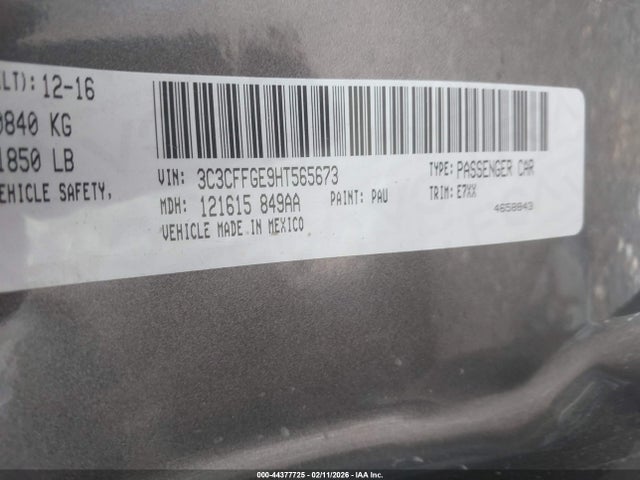 LT): 12-16
0840 KG
1850 LB
VEHICLE SAFETY,
VIN: 3C3CFFGE9HT565673 TYPE: PASSENGER CAR
MDH: 121615 849AA PAINT: PAU TRIM: E7XX
VEHICLE MADE IN MEXICO 4658843
000-44377725 - 02/11/2026 - IAA Inc.